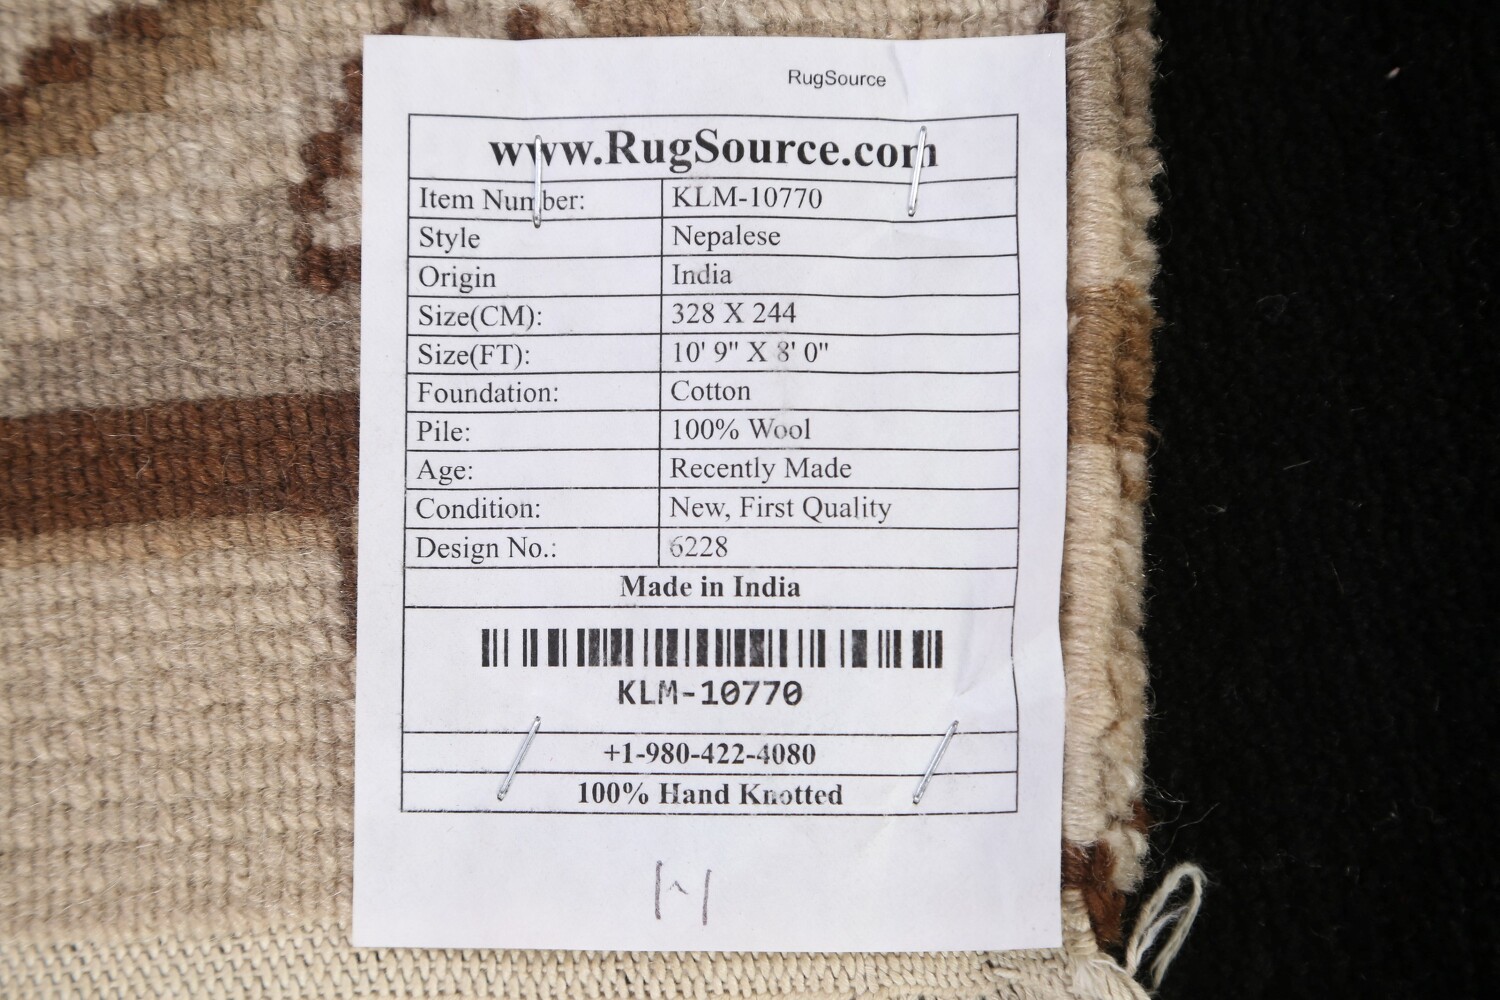 RugSource
www.RugSource.com
Item Number: KLM-10770
Style Nepalese
Origin India
Size(CM): 328 X 244
Size(FT): 10' 9" X 8' 0"
Foundation: Cotton
Pile: 100% Wool
Age: Recently Made
Condition: New, First Quality
Design No.: 6228
Made in India
KLM-10770
+1-980-422-4080
100% Hand Knotted